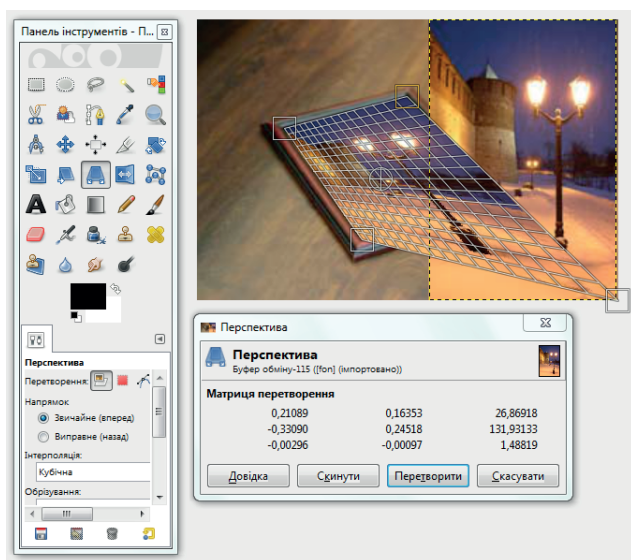 Панель інструментів - П...
Перспектива
Перетворення:
Напрямок
Звичайне (вперед)
Виправне (назад)
Інтерполяція:
Кубічна
Обрізування:
Перспектива
Перспектива
Буфер обміну-115 ([fon] (імпортовано))
Матриця перетворення
0,21089 0,16353 26,86918
-0,33090 0,24518 131,93133
-0,00296 -0,00097 1,48819
Довідка Скинути Перетворити Скасувати